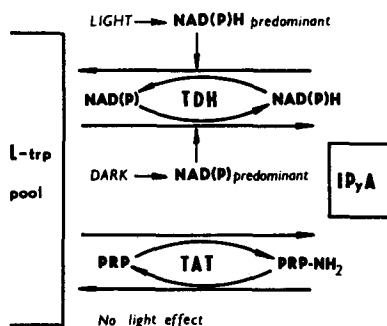 LIGHT NAD(P)H predominant
NAD(P) TDH NAD(P)H
L-trp
pool
DARK NAD(P) predominant
IPyA
PRP TAT PRP-NH2
No light effect